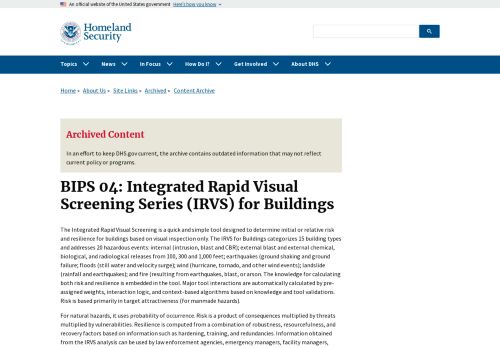 An official website of the United States government Here's how you know
Homeland
Security
Topics News In Focus How Do I? Get Involved About DHS
Home » About Us » Site Links » Archived » Content Archive
Archived Content
In an effort to keep DHS.gov current, the archive contains outdated information that may not reflect
current policy or programs.
BIPS 04: Integrated Rapid Visual
Screening Series (IRVS) for Buildings
The Integrated Rapid Visual Screening is a quick and simple tool designed to determine initial or relative risk
and resilience for buildings based on visual inspection only. The IRVS for Buildings categorizes 15 building types
and addresses 20 hazardous events: internal (intrusion, blast and CBR); external blast and external chemical,
biological, and radiological releases from 100, 300 and 1,000 feet; earthquakes (ground shaking and ground
failure; floods (still water and velocity surge); wind (hurricane, tornado, and other wind events); landslide
(rainfall and earthquakes); and fire (resulting from earthquakes, blast, or arson. The knowledge for calculating
both risk and resilience is embedded in the tool. Major tool interactions are automatically calculated by pre-
assigned weights, interaction logic, and context-based algorithms based on knowledge and tool validations.
Risk is based primarily in target attractiveness (for manmade hazards).
For natural hazards, it uses probability of occurrence. Risk is a product of consequences multiplied by threats
multiplied by vulnerabilities. Resilience is computed from a combination of robustness, resourcefulness, and
recovery factors based on information such as hardening, training, and redundancies. Information obtained
from the IRVS analysis can be used by law enforcement agencies, emergency managers, facility managers,